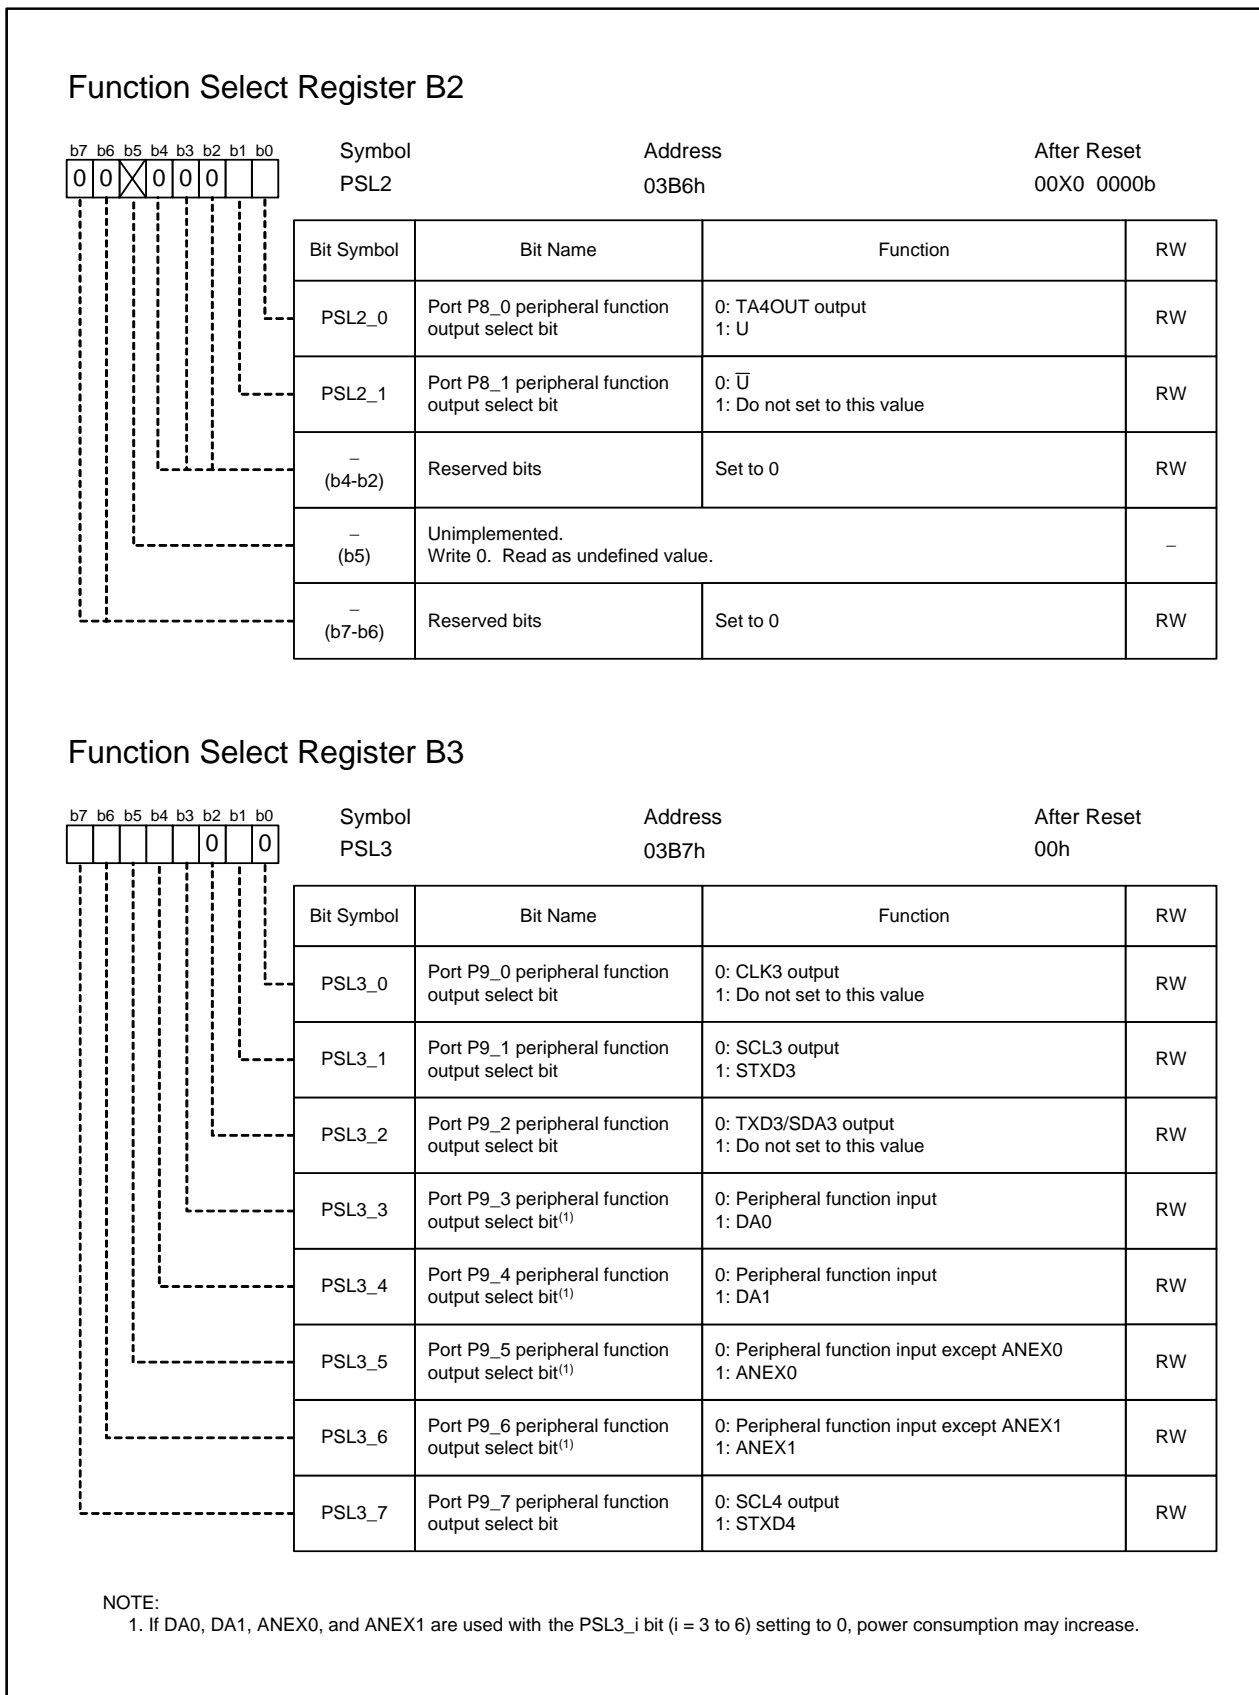 Function Select Register B2
b7 b6 b5 b4 b3 b2 b1 b0
0 0 0 0 0
Symbol Address After Reset
PSL2 03B6h 00X0 0000b
Bit Symbol Bit Name Function RW
PSL2_0 Port P8_0 peripheral function output select bit 0: TA4OUT output 1: U RW
PSL2_1 Port P8_1 peripheral function output select bit 0: U̅ 1: Do not set to this value RW
– (b4-b2) Reserved bits Set to 0 RW
– (b5) Unimplemented. Write 0. Read as undefined value. –
– (b7-b6) Reserved bits Set to 0 RW
Function Select Register B3
b7 b6 b5 b4 b3 b2 b1 b0
0 0
Symbol Address After Reset
PSL3 03B7h 00h
Bit Symbol Bit Name Function RW
PSL3_0 Port P9_0 peripheral function output select bit 0: CLK3 output 1: Do not set to this value RW
PSL3_1 Port P9_1 peripheral function output select bit 0: SCL3 output 1: STXD3 RW
PSL3_2 Port P9_2 peripheral function output select bit 0: TXD3/SDA3 output 1: Do not set to this value RW
PSL3_3 Port P9_3 peripheral function output select bit(1) 0: Peripheral function input 1: DA0 RW
PSL3_4 Port P9_4 peripheral function output select bit(1) 0: Peripheral function input 1: DA1 RW
PSL3_5 Port P9_5 peripheral function output select bit(1) 0: Peripheral function input except ANEX0 1: ANEX0 RW
PSL3_6 Port P9_6 peripheral function output select bit(1) 0: Peripheral function input except ANEX1 1: ANEX1 RW
PSL3_7 Port P9_7 peripheral function output select bit 0: SCL4 output 1: STXD4 RW
NOTE:
1. If DA0, DA1, ANEX0, and ANEX1 are used with the PSL3_i bit (i = 3 to 6) setting to 0, power consumption may increase.